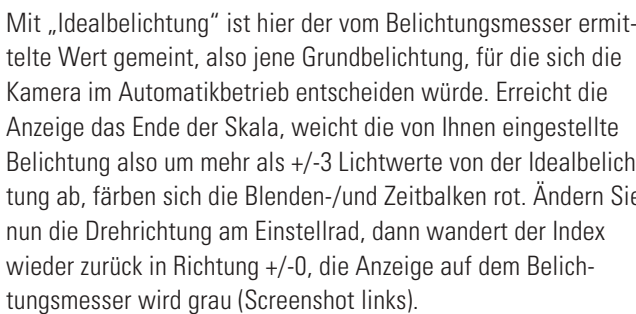 Mit „Idealbelichtung“ ist hier der vom Belichtungsmesser ermit-
telte Wert gemeint, also jene Grundbelichtung, für die sich die
Kamera im Automatikbetrieb entscheiden würde. Erreicht die
Anzeige das Ende der Skala, weicht die von Ihnen eingestellte
Belichtung also um mehr als +/-3 Lichtwerte von der Idealbelich
tung ab, färben sich die Blenden-/und Zeitbalken rot. Ändern Sie
nun die Drehrichtung am Einstellrad, dann wandert der Index
wieder zurück in Richtung +/-0, die Anzeige auf dem Belich-
tungsmesser wird grau (Screenshot links).